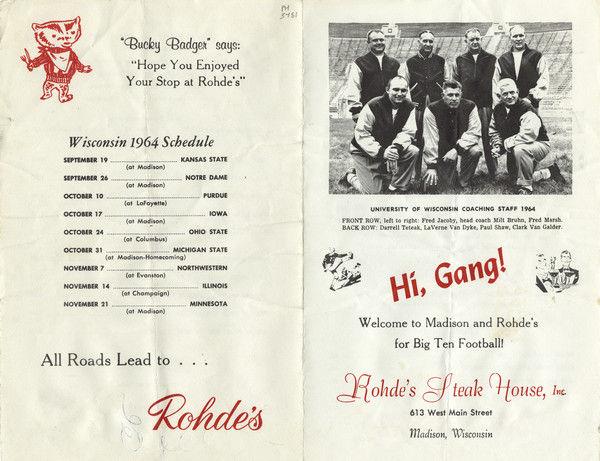 PH
3451
"Bucky Badger" says:
"Hope You Enjoyed
Your Stop at Rohde's"
Wisconsin 1964 Schedule
SEPTEMBER 19 ........ KANSAS STATE
(at Madison)
SEPTEMBER 26 ........ NOTRE DAME
(at Madison)
OCTOBER 10 ........ PURDUE
(at LaFayette)
OCTOBER 17 ........ IOWA
(at Madison)
OCTOBER 24 ........ OHIO STATE
(at Columbus)
OCTOBER 31 ........ MICHIGAN STATE
(at Madison-Homecoming)
NOVEMBER 7 ........ NORTHWESTERN
(at Evanston)
NOVEMBER 14 ........ ILLINOIS
(at Champaign)
NOVEMBER 21 ........ MINNESOTA
(at Madison)
All Roads Lead to . . .
Rohde's
UNIVERSITY OF WISCONSIN COACHING STAFF 1964
FRONT ROW, left to right: Fred Jacoby, head coach Milt Bruhn, Fred Marsh.
BACK ROW: Darrell Teteak, LaVerne Van Dyke, Paul Shaw, Clark Van Galder.
Hi, Gang!
Welcome to Madison and Rohde's
for Big Ten Football!
Rohde's Steak House, Inc.
613 West Main Street
Madison, Wisconsin